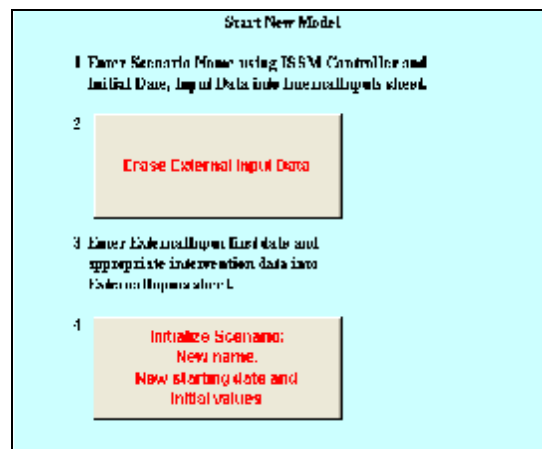 Start New Model
1 Enter Scenario Name using ISSM Controller and
Initial Date, Input Data into InternalInputs sheet.
2
Erase External Input Data
3 Enter ExternalInput first date and
appropriate intervention data into
ExternalInputs sheet.
4
Initialize Scenario:
New name,
New starting date and
initial values